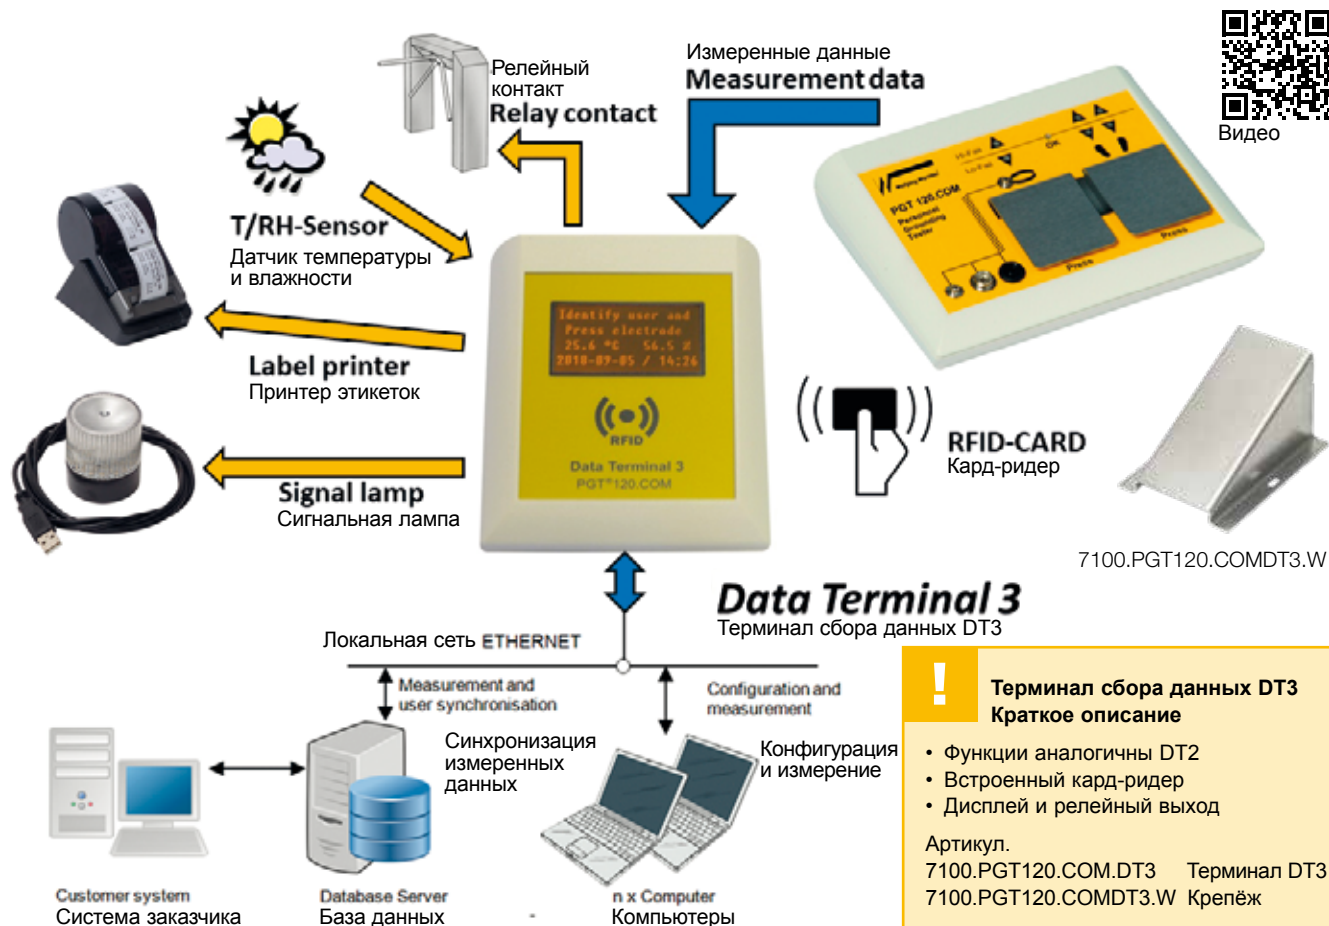 Измеренные данные
Measurement data
Релейный
контакт
Relay contact
Видео
T/RH-Sensor
Датчик температуры
и влажности
Hi-Fail
Lo-Fail
OK
PGT 120.COM
Personnel
Grounding
Tester
Press
Press
Identify user and
Press electrode
25.6 °C 56.5 %
2018-09-05 / 14:26
RFID
Data Terminal 3
PGT®120.COM
Label printer
Принтер этикеток
RFID-CARD
Кард-ридер
Signal lamp
Сигнальная лампа
7100.PGT120.COMDT3.W
Data Terminal 3
Терминал сбора данных DT3
Локальная сеть ETHERNET
Measurement and
user synchronisation
Configuration and
measurement
Синхронизация
измеренных
данных
Конфигурация
и измерение
Customer system
Система заказчика
Database Server
База данных
-
n x Computer
Компьютеры
!
Терминал сбора данных DT3
Краткое описание
• Функции аналогичны DT2
• Встроенный кард-ридер
• Дисплей и релейный выход
Артикул.
7100.PGT120.COM.DT3 Терминал DT3
7100.PGT120.COMDT3.W Крепёж